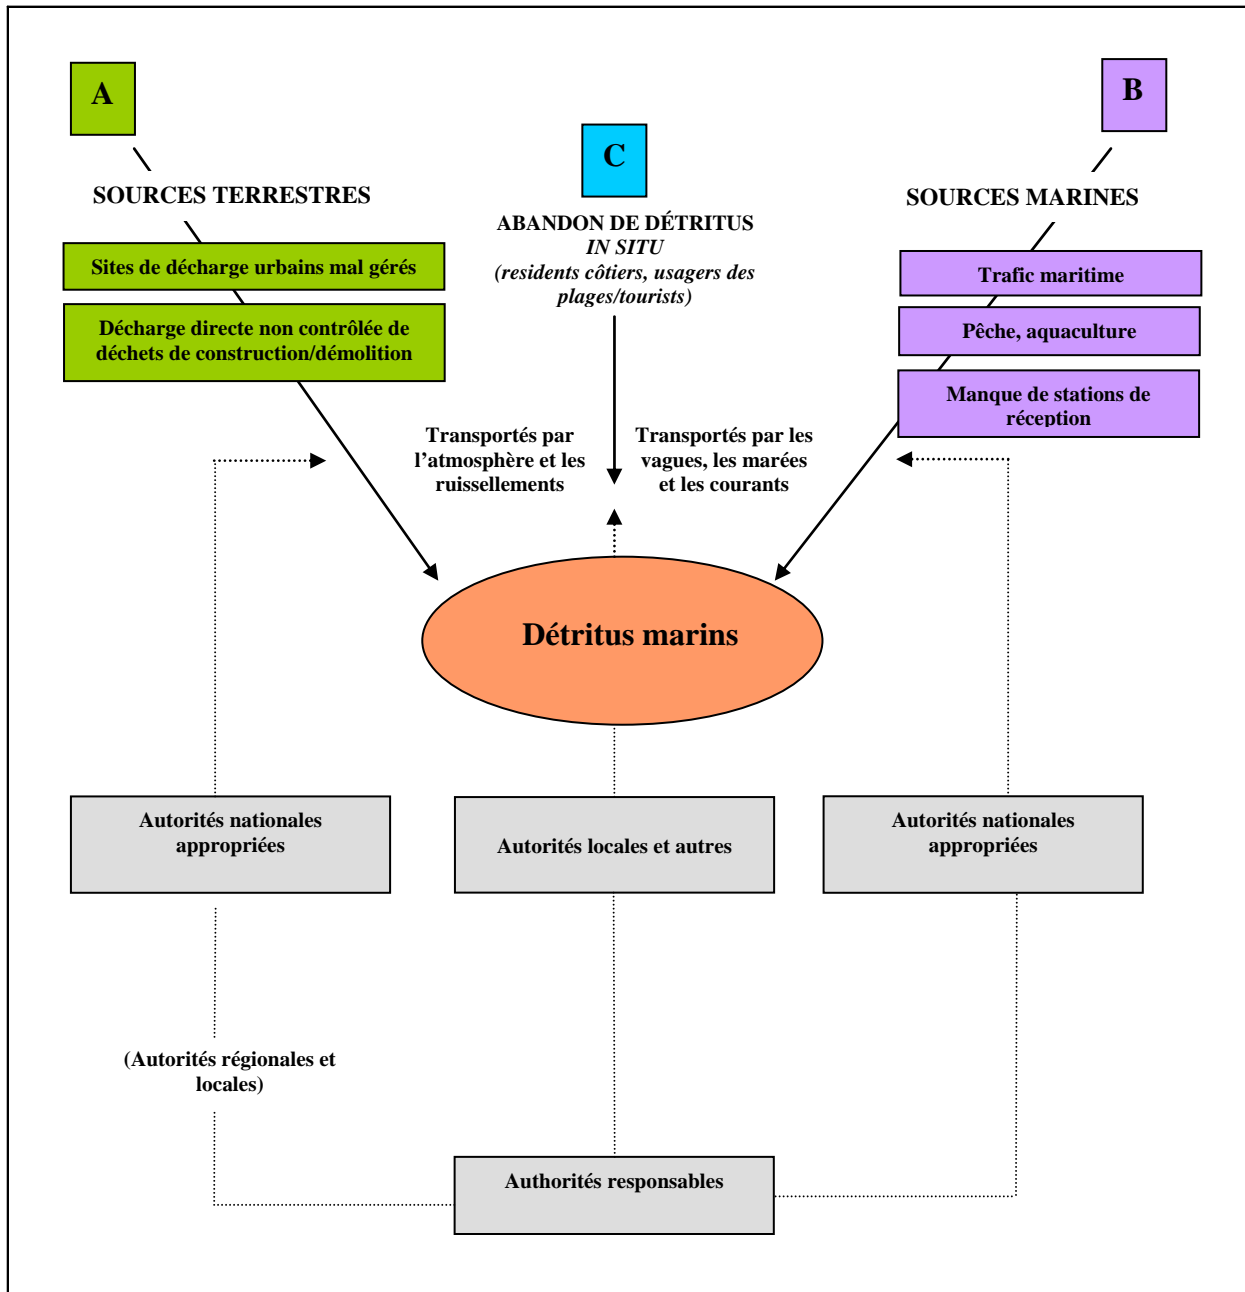 A
B
C
SOURCES TERRESTRES
SOURCES MARINES
ABANDON DE DÉTRITUS
IN SITU
(residents côtiers, usagers des
plages/tourists)
Sites de décharge urbains mal gérés
Décharge directe non contrôlée de
déchets de construction/démolition
Trafic maritime
Pêche, aquaculture
Manque de stations de
réception
Transportés par
l’atmosphère et les
ruissellements
Transportés par les
vagues, les marées
et les courants
Détritus marins
Autorités nationales
appropriées
Autorités locales et autres
Autorités nationales
appropriées
(Autorités régionales et
locales)
Authorités responsables